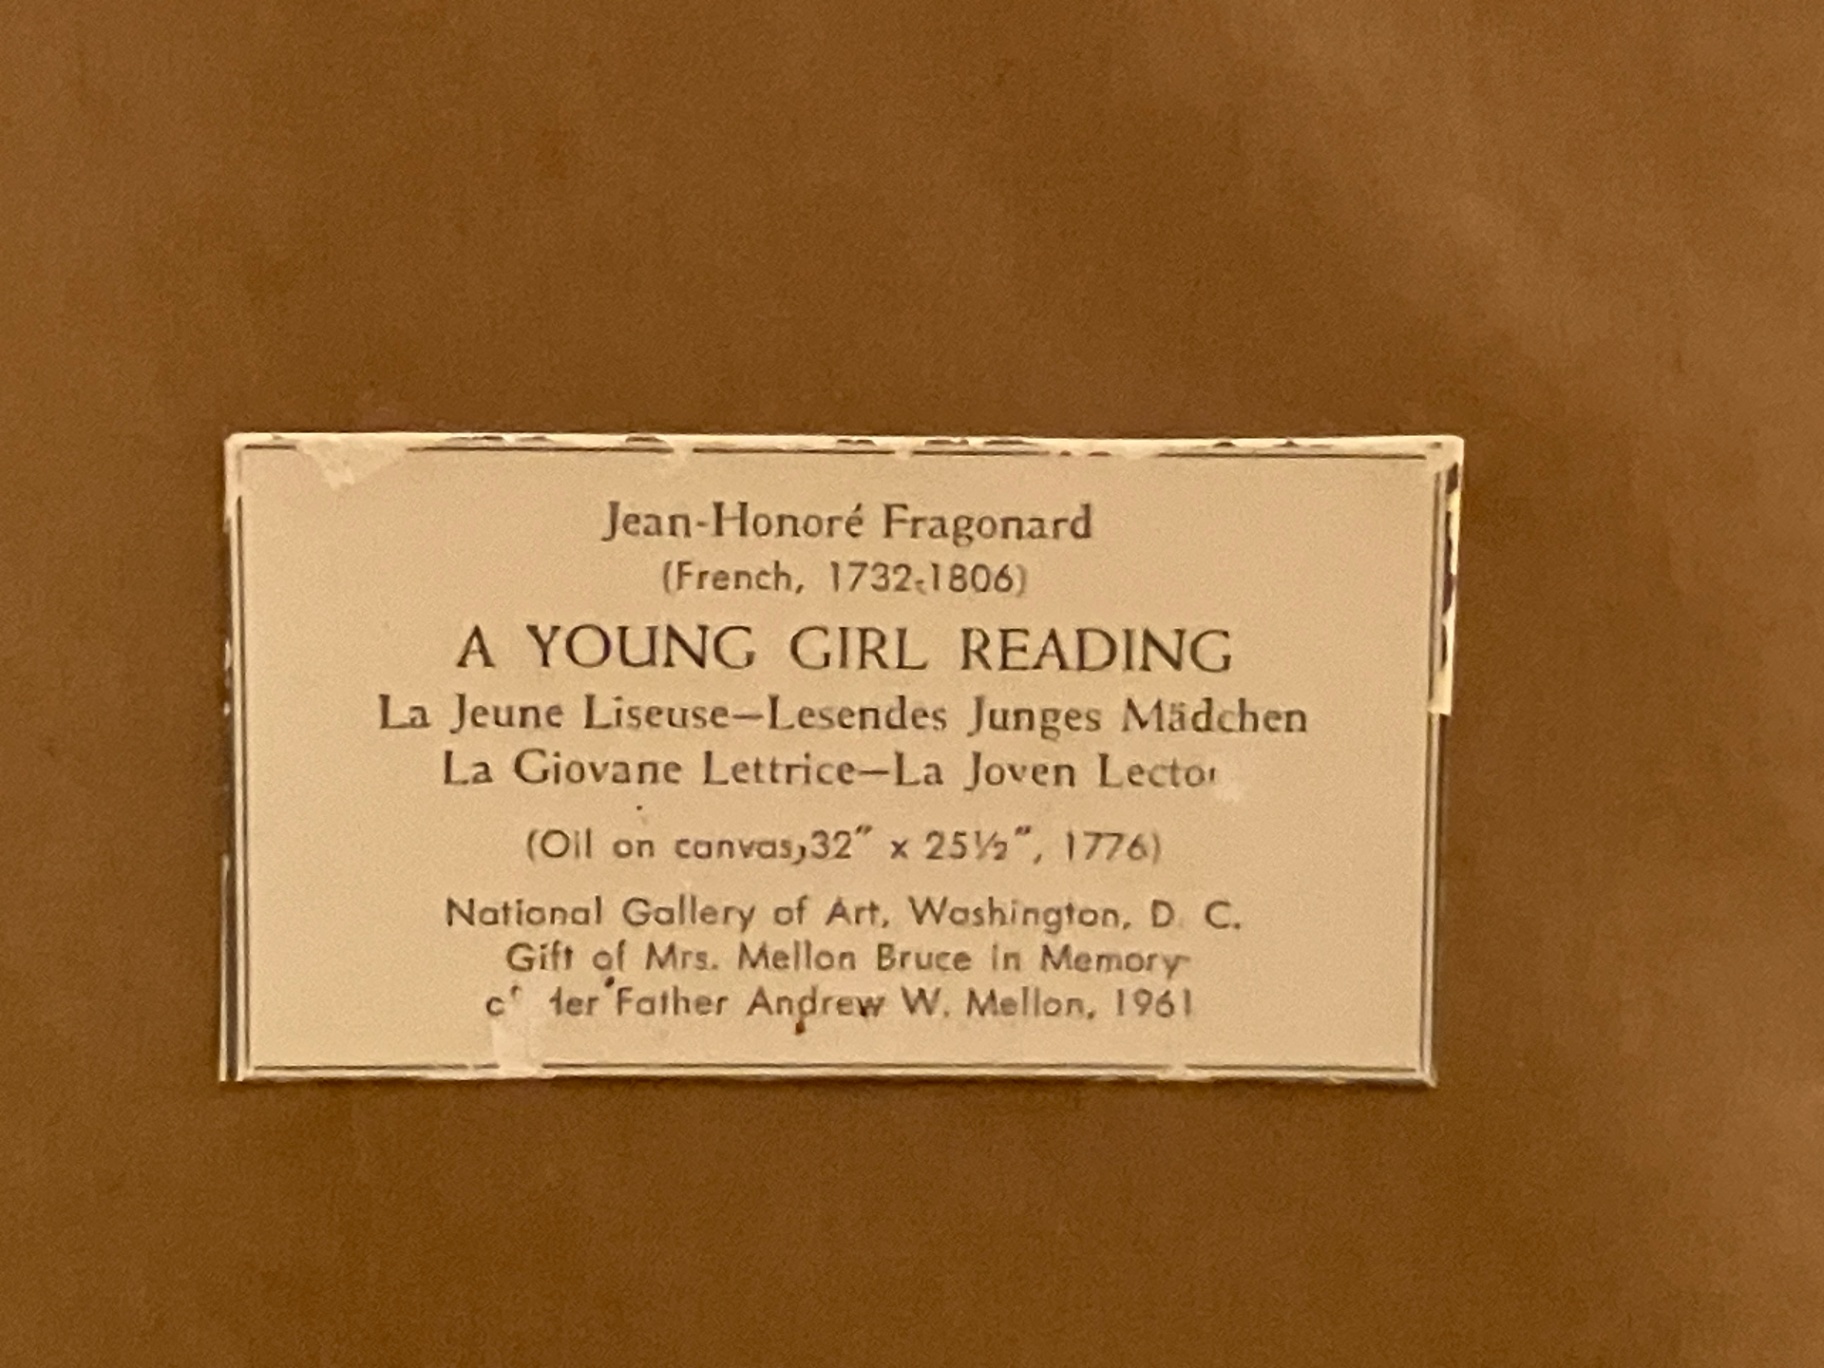 Jean-Honoré Fragonard
(French, 1732-1806)
A YOUNG GIRL READING
La Jeune Liseuse—Lesendes Junges Mädchen
La Giovane Lettrice—La Joven
(Oil on canvas, 32" x 25½", 1776)
National Gallery of Art, Washington, D. C.
Gift of Mrs. Mellon Bruce in Memory
Father Andrew W. Mellon, 1961